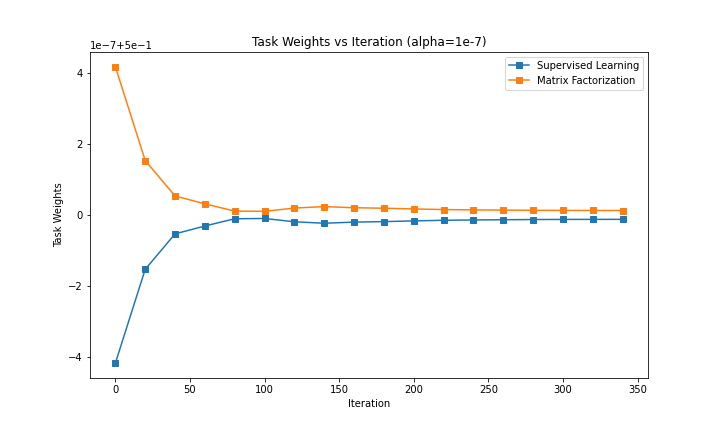 Task Weights vs Iteration (alpha=1e-7)
1e−7+5e−1
Supervised Learning
Matrix Factorization
Task Weights
4
2
0
−2
−4
0 50 100 150 200 250 300 350
Iteration